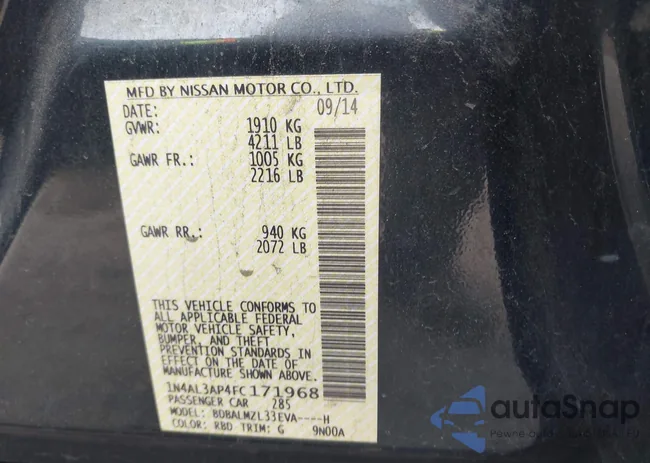 MFD BY NISSAN MOTOR CO., LTD.
DATE: 09/14
GVWR: 1910 KG
4211 LB
GAWR FR.: 1005 KG
2216 LB
GAWR RR.: 940 KG
2072 LB
THIS VEHICLE CONFORMS TO
ALL APPLICABLE FEDERAL
MOTOR VEHICLE SAFETY,
BUMPER, AND THEFT
PREVENTION STANDARDS IN
EFFECT ON THE DATE OF
MANUFACTURE SHOWN ABOVE.
1N4AL3AP4FC171968
PASSENGER CAR 285
MODEL: BDBALMZL33EVA----H
COLOR: RBD TRIM: G 9N00A
autoSnap